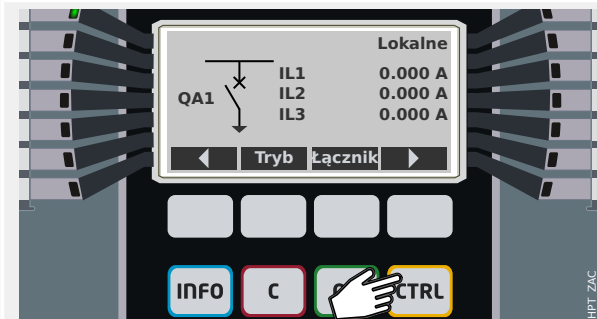 Lokalne
IL1 0.000 A
QA1 IL2 0.000 A
IL3 0.000 A
Tryb Łącznik
INFO C CTRL
HPT ZAC